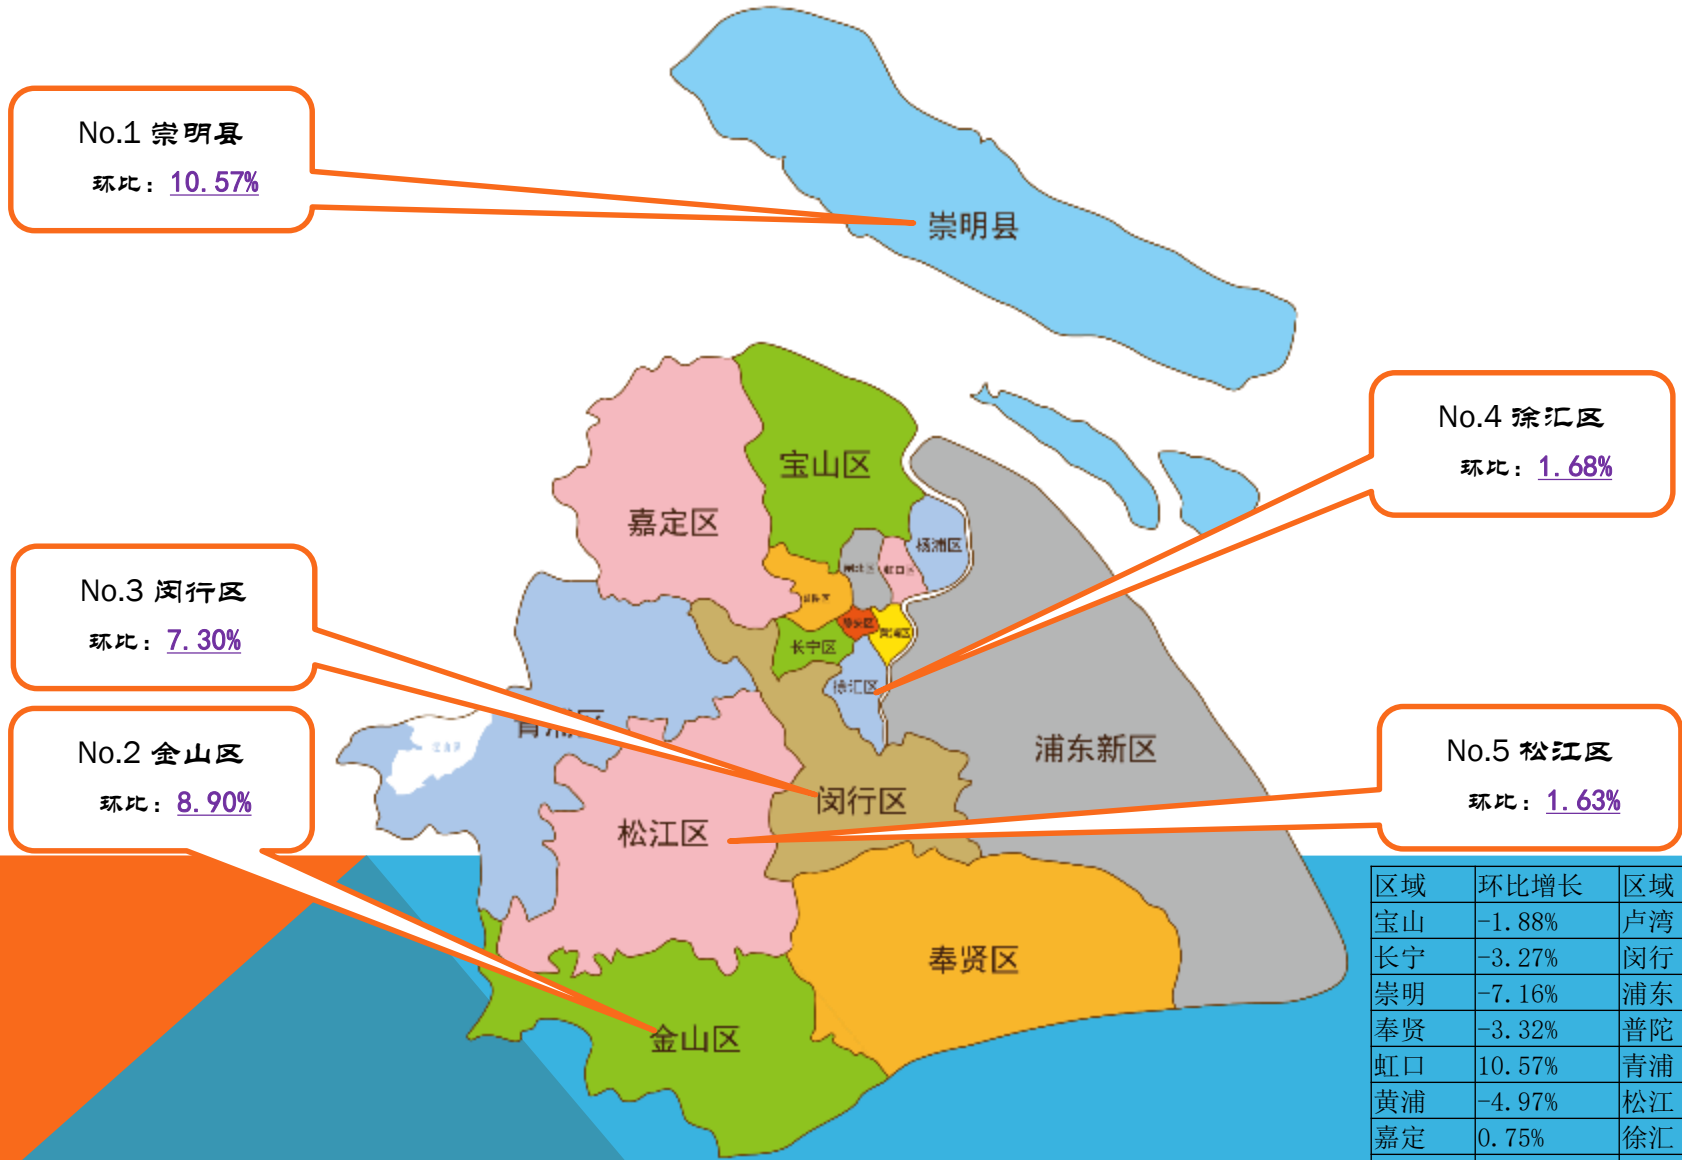 No.1 崇明县
环比：10.57%
崇明县
No.4 徐汇区
环比：1.68%
宝山区
嘉定区
杨浦区
虹口区
No.3 闵行区
环比：7.30%
静安区
黄浦区
长宁区
徐汇区
No.2 金山区
环比：8.90%
浦东新区
No.5 松江区
环比：1.63%
闵行区
松江区
奉贤区
金山区
区域 环比增长 区域
宝山 -1.88% 卢湾
长宁 -3.27% 闵行
崇明 -7.16% 浦东
奉贤 -3.32% 普陀
虹口 10.57% 青浦
黄浦 -4.97% 松江
嘉定 0.75% 徐汇